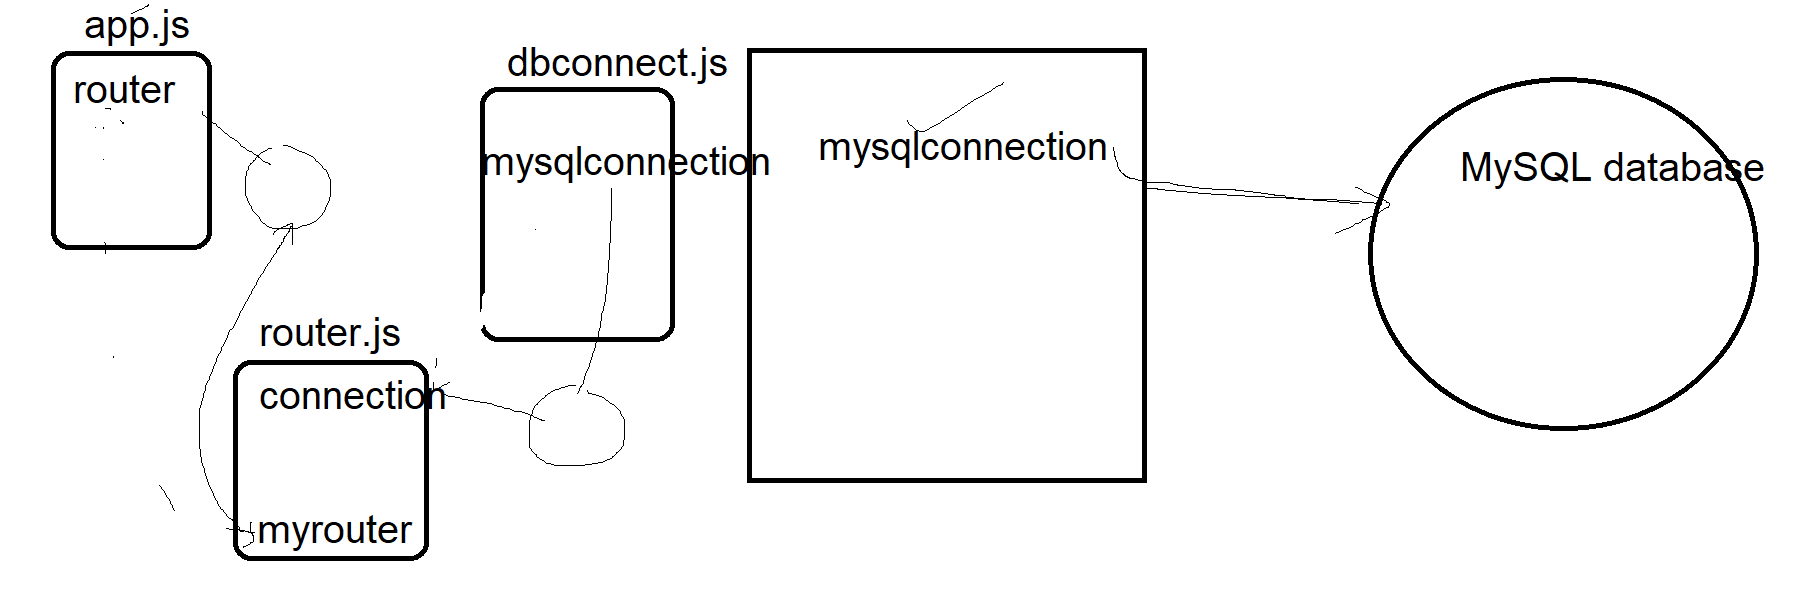 app.js
router
dbconnect.js
mysqlconnection
mysqlconnection
MySQL database
router.js
connection
myrouter